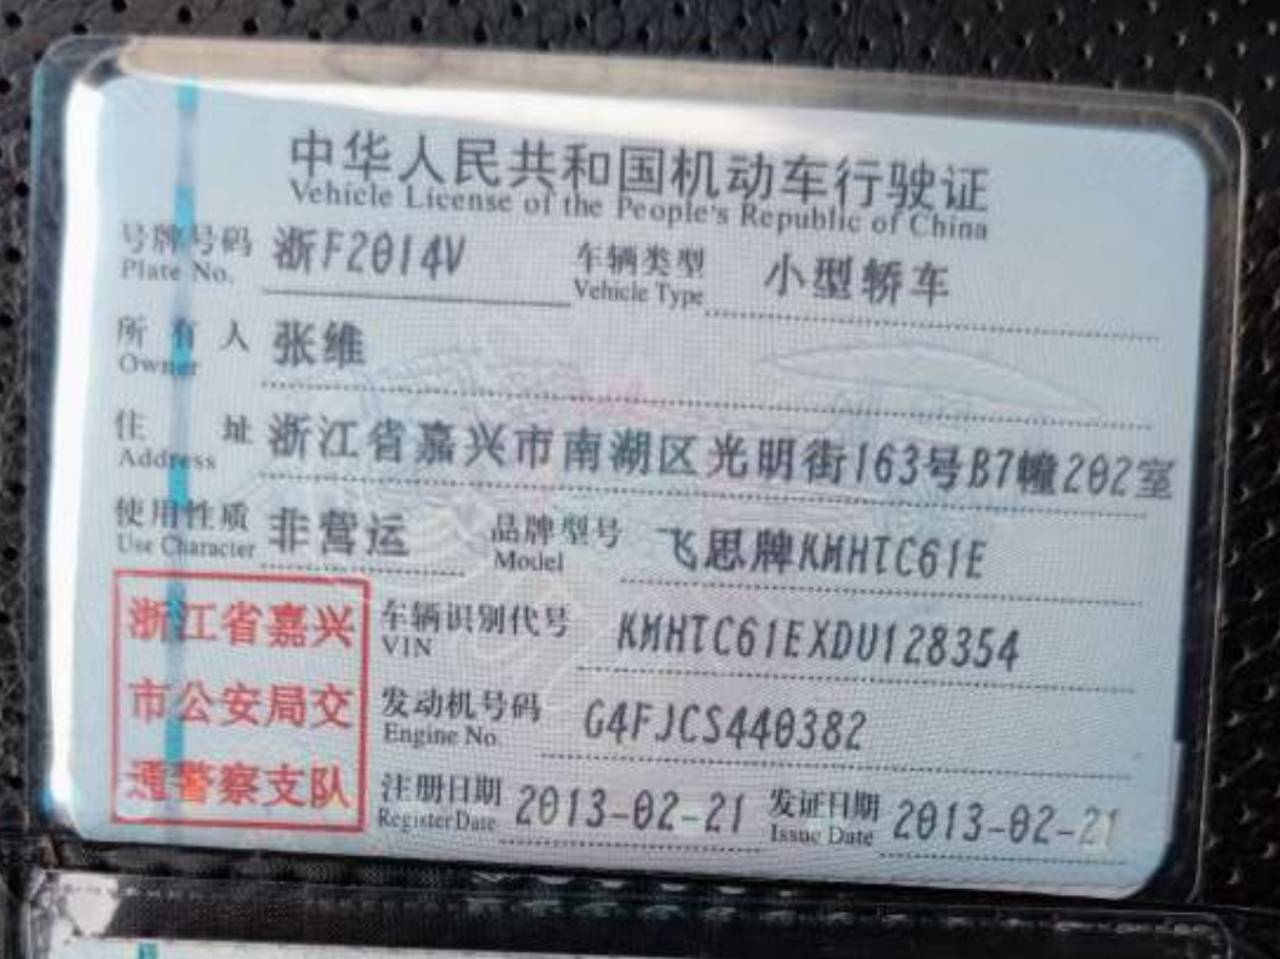 中华人民共和国机动车行驶证
Vehicle License of the People's Republic of China
号牌号码 浙F2014V 车辆类型 小型轿车
Plate No. Vehicle Type
所有人 张维
Owner
住址 浙江省嘉兴市南湖区光明街163号B7幢202室
Address
使用性质 非营运 品牌型号 飞思牌KMHTC61E
Use Character Model
浙江省嘉兴 车辆识别代号 KMHTC61EXDU128354
VIN
市公安局交 发动机号码 G4FJCS440382
Engine No.
通警察支队 注册日期 2013-02-21 发证日期 2013-02-21
Register Date Issue Date